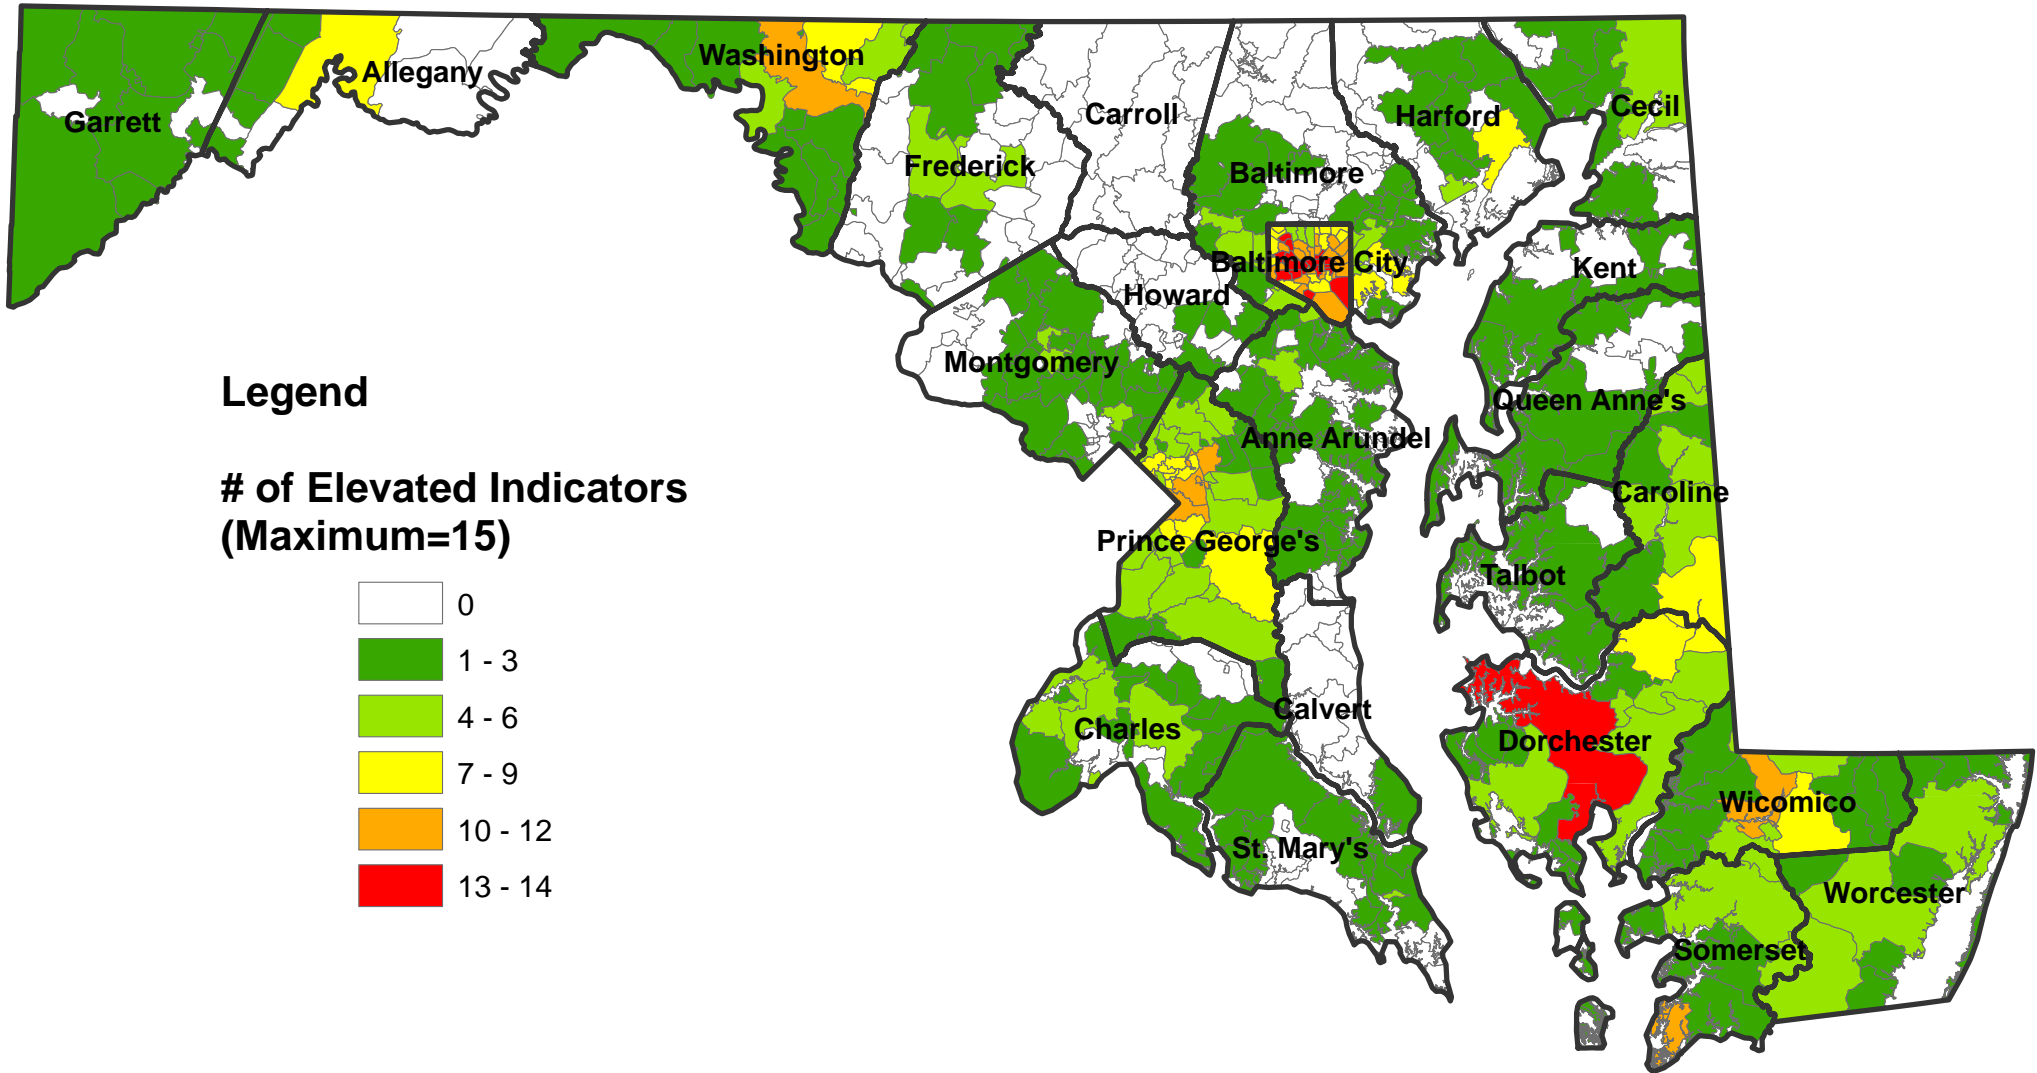 Washington
Allegany
Garrett
Carroll
Harford
Cecil
Frederick
Baltimore
Baltimore City
Kent
Howard
Montgomery
Legend
Queen Anne's
Anne Arundel
# of Elevated Indicators
(Maximum=15)
Caroline
Prince George's
Talbot
0
1 - 3
4 - 6
7 - 9
10 - 12
13 - 14
Calvert
Charles
Dorchester
Wicomico
St. Mary's
Worcester
Somerset